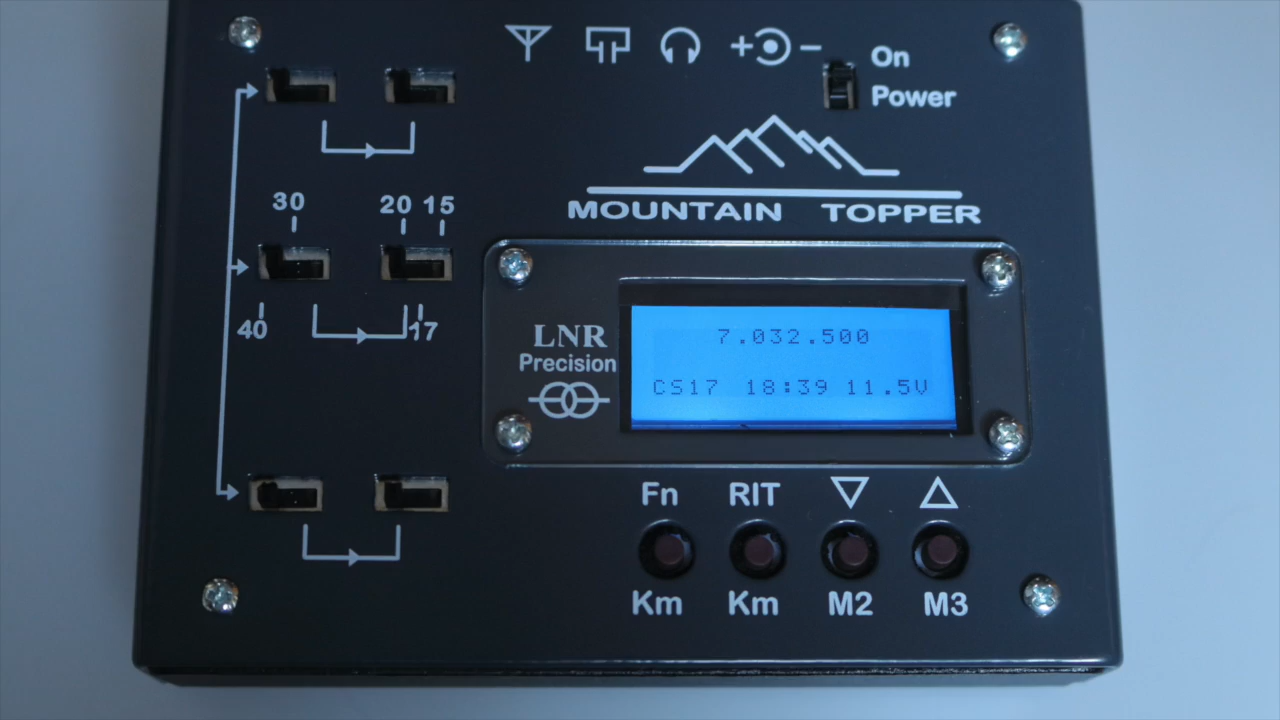 + -
On
Power
MOUNTAIN TOPPER
30 20 15
40 17
LNR
Precision
7.032.500
CS17 18:39 11.5V
Fn RIT
Km Km M2 M3